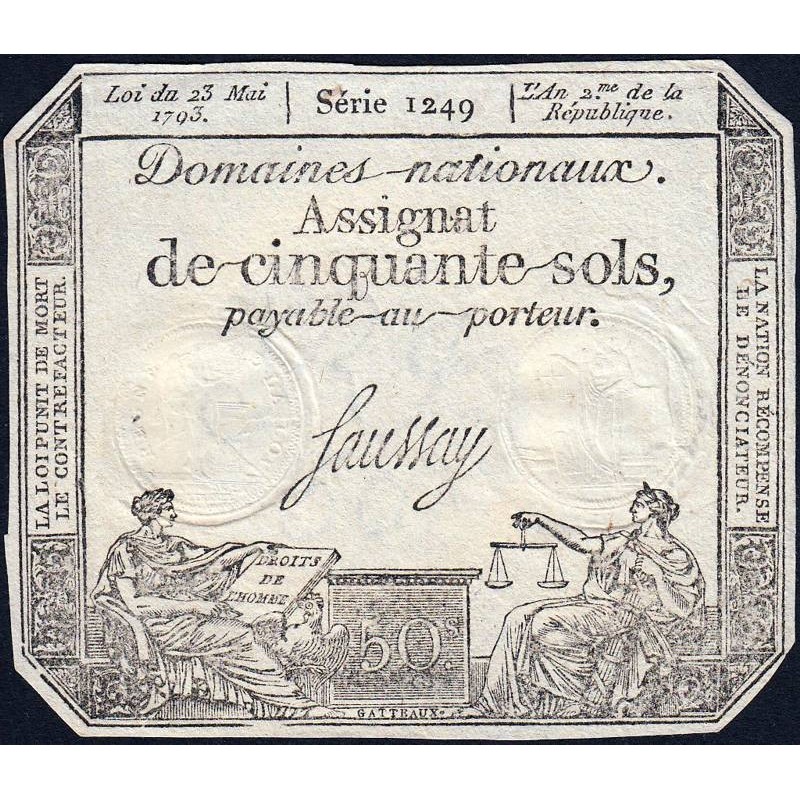 Loi du 23 Mai
1793.
Série 1249
L'An 2.me de la
République.
Domaines nationaux.
Assignat
de cinquante sols,
payable au porteur.
LA LOI PUNIT DE MORT
LE CONTREFACTEUR.
LA NATION RÉCOMPENSE
LE DÉNONCIATEUR.
Saussay
DROITS
DE
L'HOMME
50.s
GATTEAUX